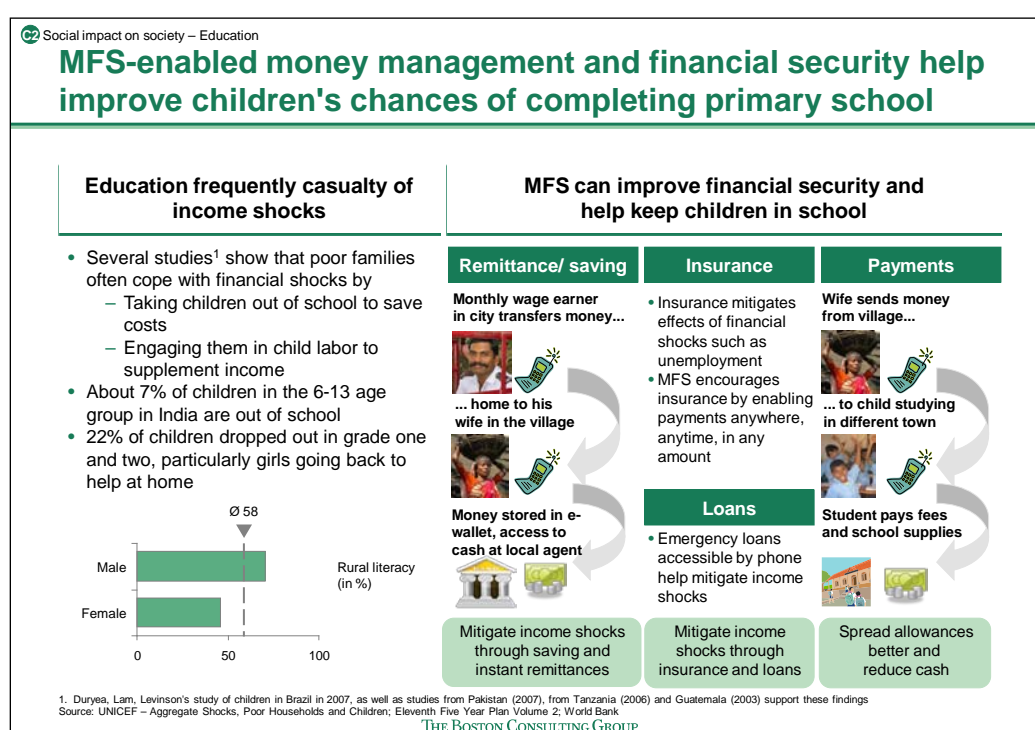 C2 Social impact on society – Education
MFS-enabled money management and financial security help
improve children's chances of completing primary school
Education frequently casualty of
income shocks
• Several studies1 show that poor families
often cope with financial shocks by
– Taking children out of school to save
costs
– Engaging them in child labor to
supplement income
• About 7% of children in the 6-13 age
group in India are out of school
• 22% of children dropped out in grade one
and two, particularly girls going back to
help at home
Ø 58
Male
Female
Rural literacy
(in %)
0 50 100
MFS can improve financial security and
help keep children in school
Remittance/ saving
Monthly wage earner
in city transfers money...
... home to his
wife in the village
Money stored in e-
wallet, access to
cash at local agent
Mitigate income shocks
through saving and
instant remittances
Insurance
• Insurance mitigates
effects of financial
shocks such as
unemployment
• MFS encourages
insurance by enabling
payments anywhere,
anytime, in any
amount
Loans
• Emergency loans
accessible by phone
help mitigate income
shocks
Mitigate income
shocks through
insurance and loans
Payments
Wife sends money
from village...
... to child studying
in different town
Student pays fees
and school supplies
Spread allowances
better and
reduce cash
1. Duryea, Lam, Levinson's study of children in Brazil in 2007, as well as studies from Pakistan (2007), from Tanzania (2006) and Guatemala (2003) support these findings
Source: UNICEF – Aggregate Shocks, Poor Households and Children; Eleventh Five Year Plan Volume 2; World Bank
THE BOSTON CONSULTING GROUP